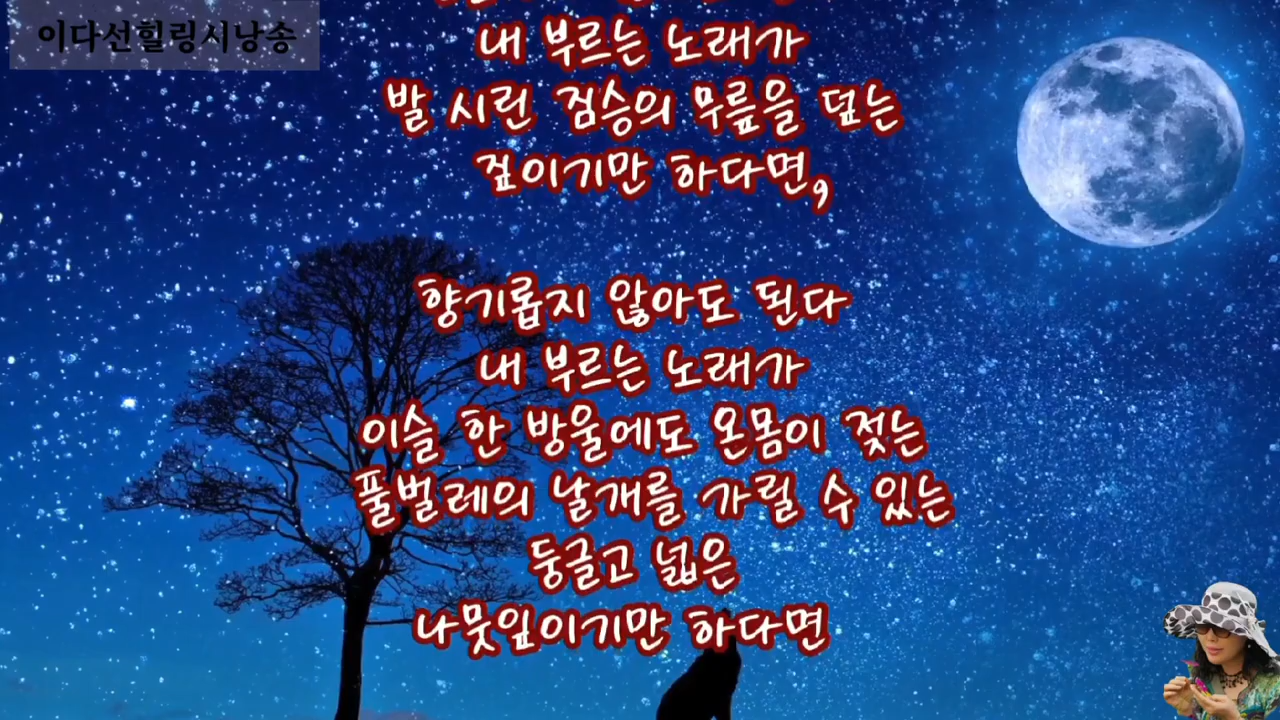 이다선힐링시낭송
내 부르는 노래가
발 시린 짐승의 무릎을 덮는
짚이기만 하다면,
향기롭지 않아도 된다
내 부르는 노래가
이슬 한 방울에도 온몸이 젖는
풀벌레의 날개를 가릴 수 있는
둥글고 넓은
나뭇잎이기만 하다면